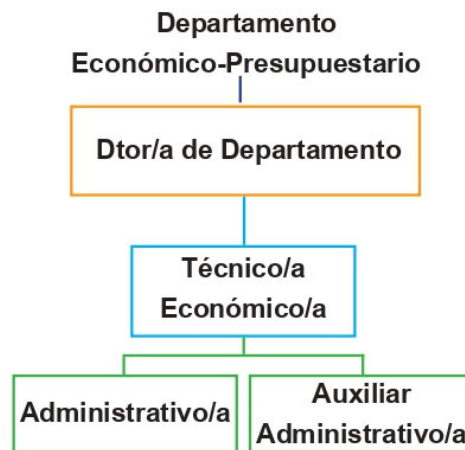 Departamento
Económico-Presupuestario
Dtor/a de Departamento
Técnico/a
Económico/a
Administrativo/a
Auxiliar
Administrativo/a